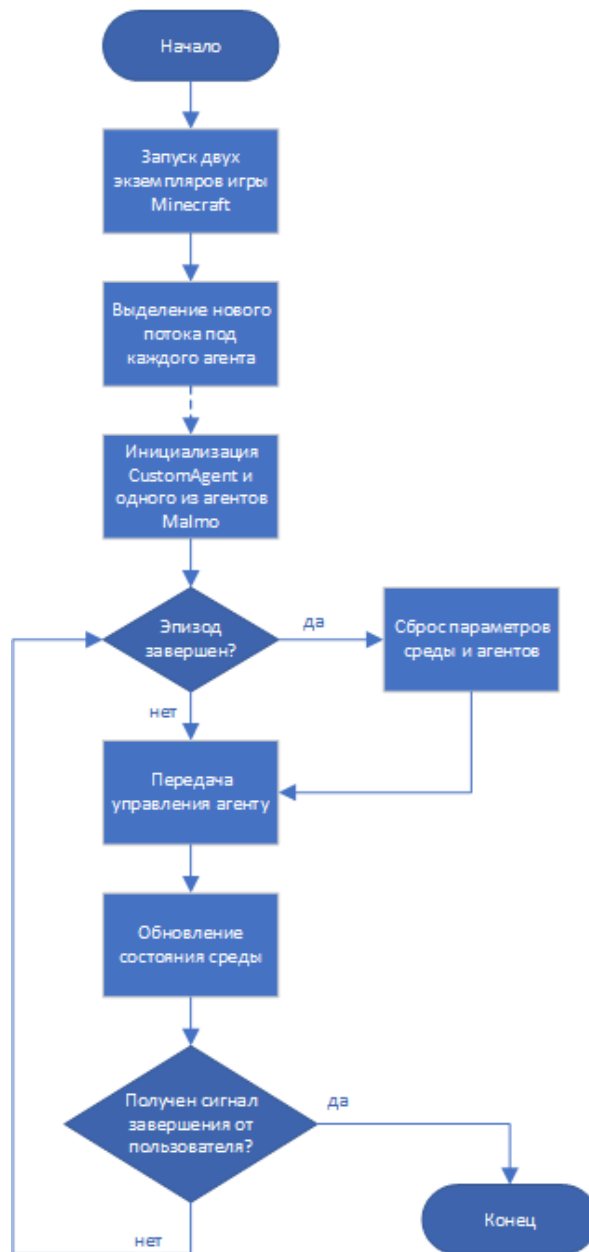 Начало
Запуск двух
экземпляров игры
Minecraft
Выделение нового
потока под
каждого агента
Инициализация
CustomAgent и
одного из агентов
Malmo
Эпизод
завершен?
да
Сброс параметров
среды и агентов
нет
Передача
управления агенту
Обновление
состояния среды
Получен сигнал
завершения от
пользователя?
да
Конец
нет